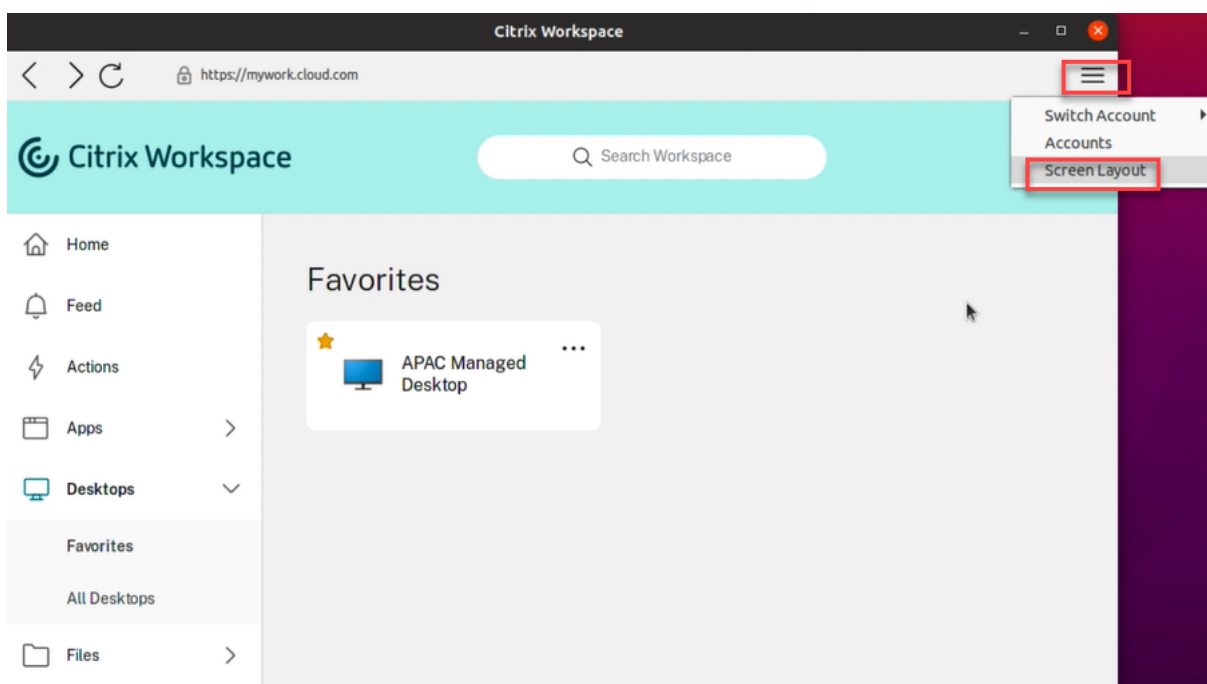 Citrix Workspace
https://mywork.cloud.com
Switch Account
Accounts
Screen Layout
Citrix Workspace
Search Workspace
Home
Feed
Actions
Apps
Desktops
Favorites
All Desktops
Files
Favorites
APAC Managed
Desktop